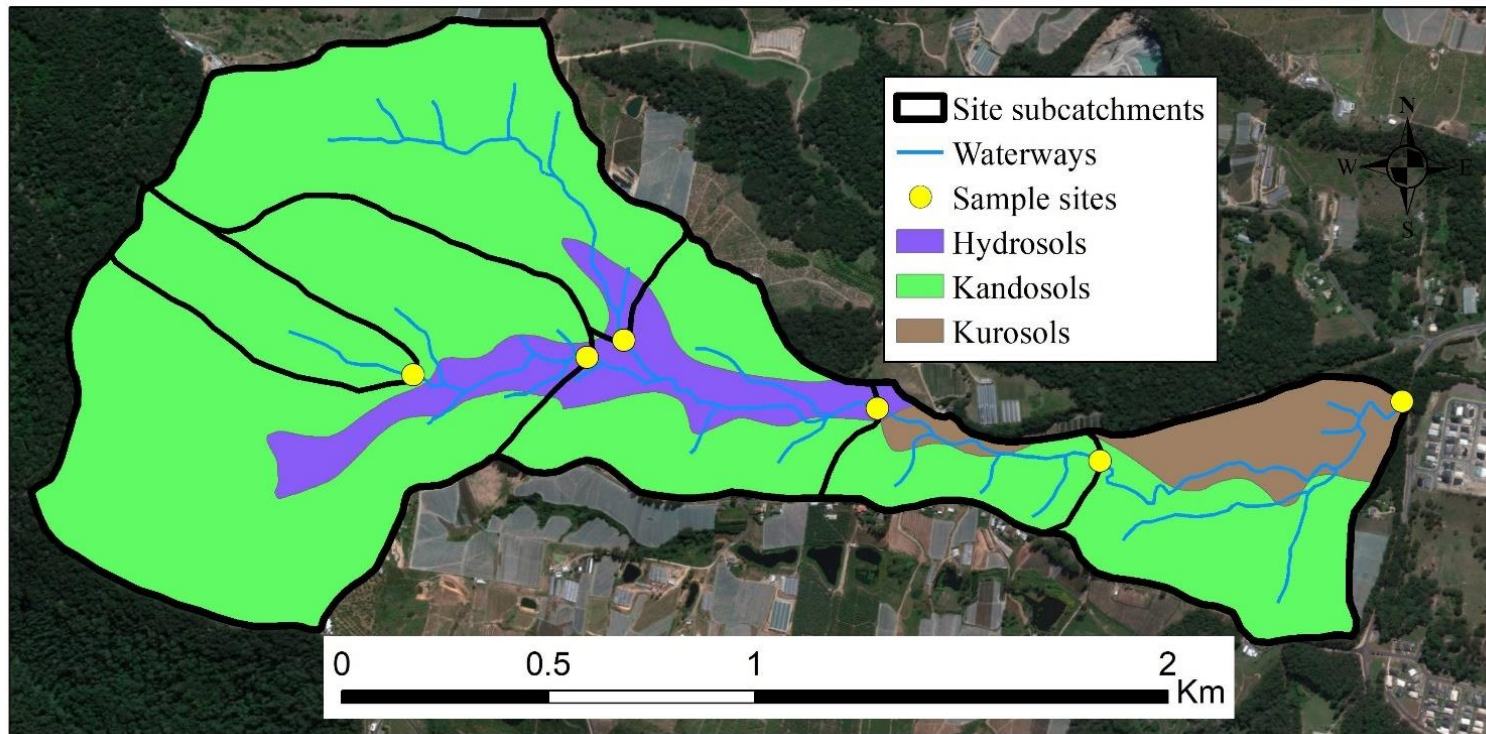 Site subcatchments
Waterways
Sample sites
Hydrosols
Kandosols
Kurosols
N
W E
S
0 0.5 1 2
Km